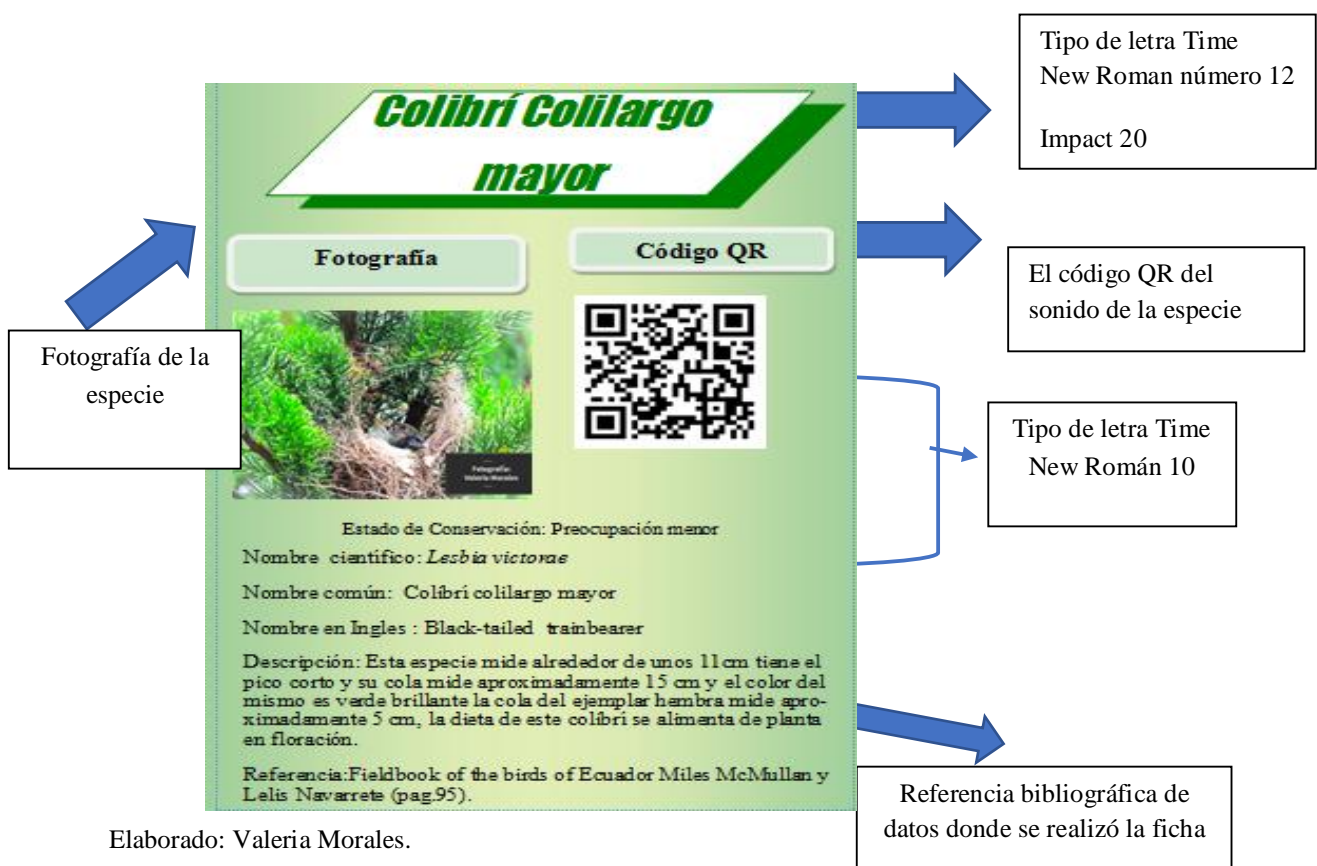 Tipo de letra Time
New Roman número 12
Impact 20
Colibrí Colilargo
mayor
Fotografía
Código QR
El código QR del
sonido de la especie
Fotografía de la
especie
Fotografía:
Valeria Morales
Tipo de letra Time
New Román 10
Estado de Conservación: Preocupación menor
Nombre científico: Lesbia victorae
Nombre común: Colíbrí colilargo mayor
Nombre en Ingles : Black-tailed trainbearer
Descripción: Esta especie mide alrededor de unos 11cm tiene el
pico corto y su cola mide aproximadamente 15 cm y el color del
mismo es verde brillante la cola del ejemplar hembra mide apro-
ximadamente 5 cm, la dieta de este colíbrí se alimenta de planta
en floración.
Referencia:Fieldbook of the birds of Ecuador Miles McMullan y
Lelis Navarrete (pag.95).
Referencia bibliográfica de
datos donde se realizó la ficha
Elaborado: Valeria Morales.